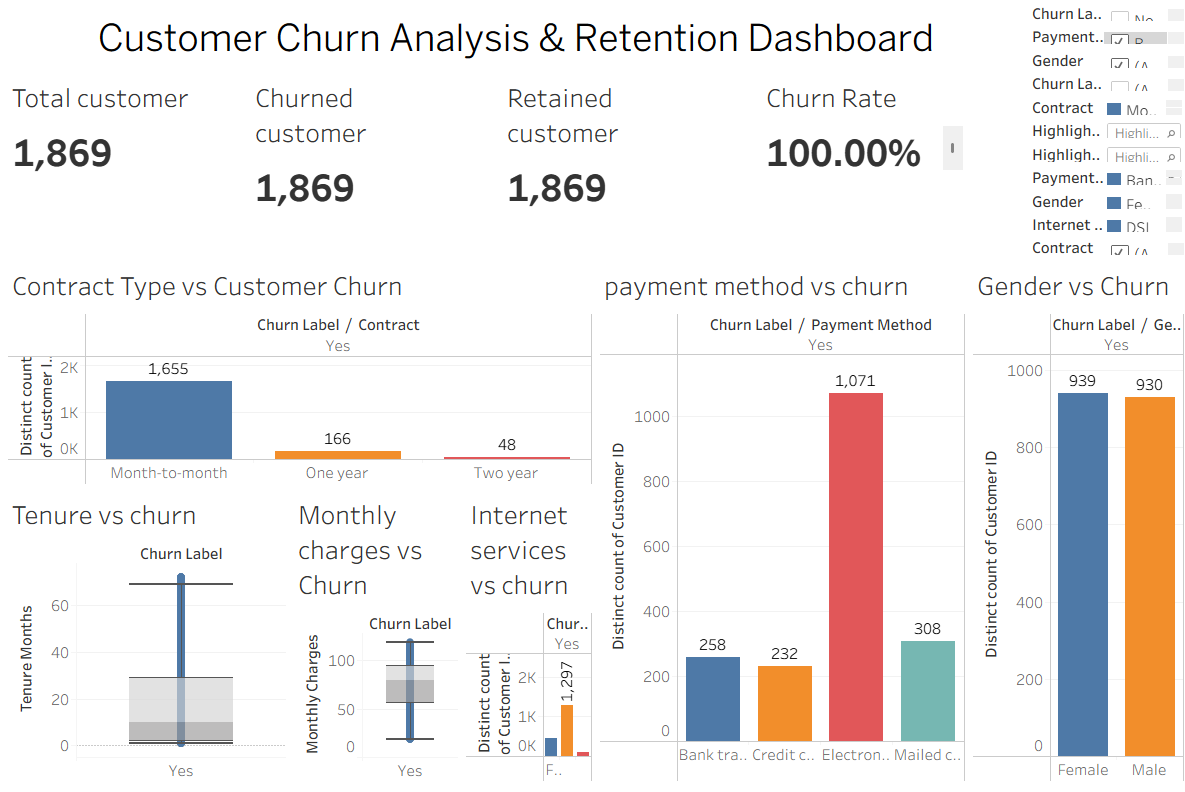 Customer Churn Analysis & Retention Dashboard
Total customer
1,869
Churned
customer
1,869
Retained
customer
1,869
Churn Rate
100.00%
Churn La..
No
Payment..
Gender
(A
Churn La..
(A
Contract
Mo..
Highligh..
Highli...
Highligh..
Highli...
Payment..
Ban..
Gender
Fe..
Internet ..
DSL
Contract
(A
Contract Type vs Customer Churn
Churn Label / Contract
Yes
Distinct count
of Customer I..
2K
1K
0K
1,655
166
48
Month-to-month
One year
Two year
Tenure vs churn
Churn Label
Tenure Months
60
40
20
0
Yes
Monthly
charges vs
Churn
Churn Label
Monthly Charges
100
50
0
Yes
Internet
services
vs churn
Chur..
Yes
Distinct count
of Customer I..
2K
1K
0K
1,297
F..
payment method vs churn
Churn Label / Payment Method
Yes
Distinct count of Customer ID
1000
800
600
400
200
0
258
232
1,071
308
Bank tra..
Credit c..
Electron..
Mailed c..
Gender vs Churn
Churn Label / Ge..
Yes
Distinct count of Customer ID
1000
800
600
400
200
0
939
930
Female
Male